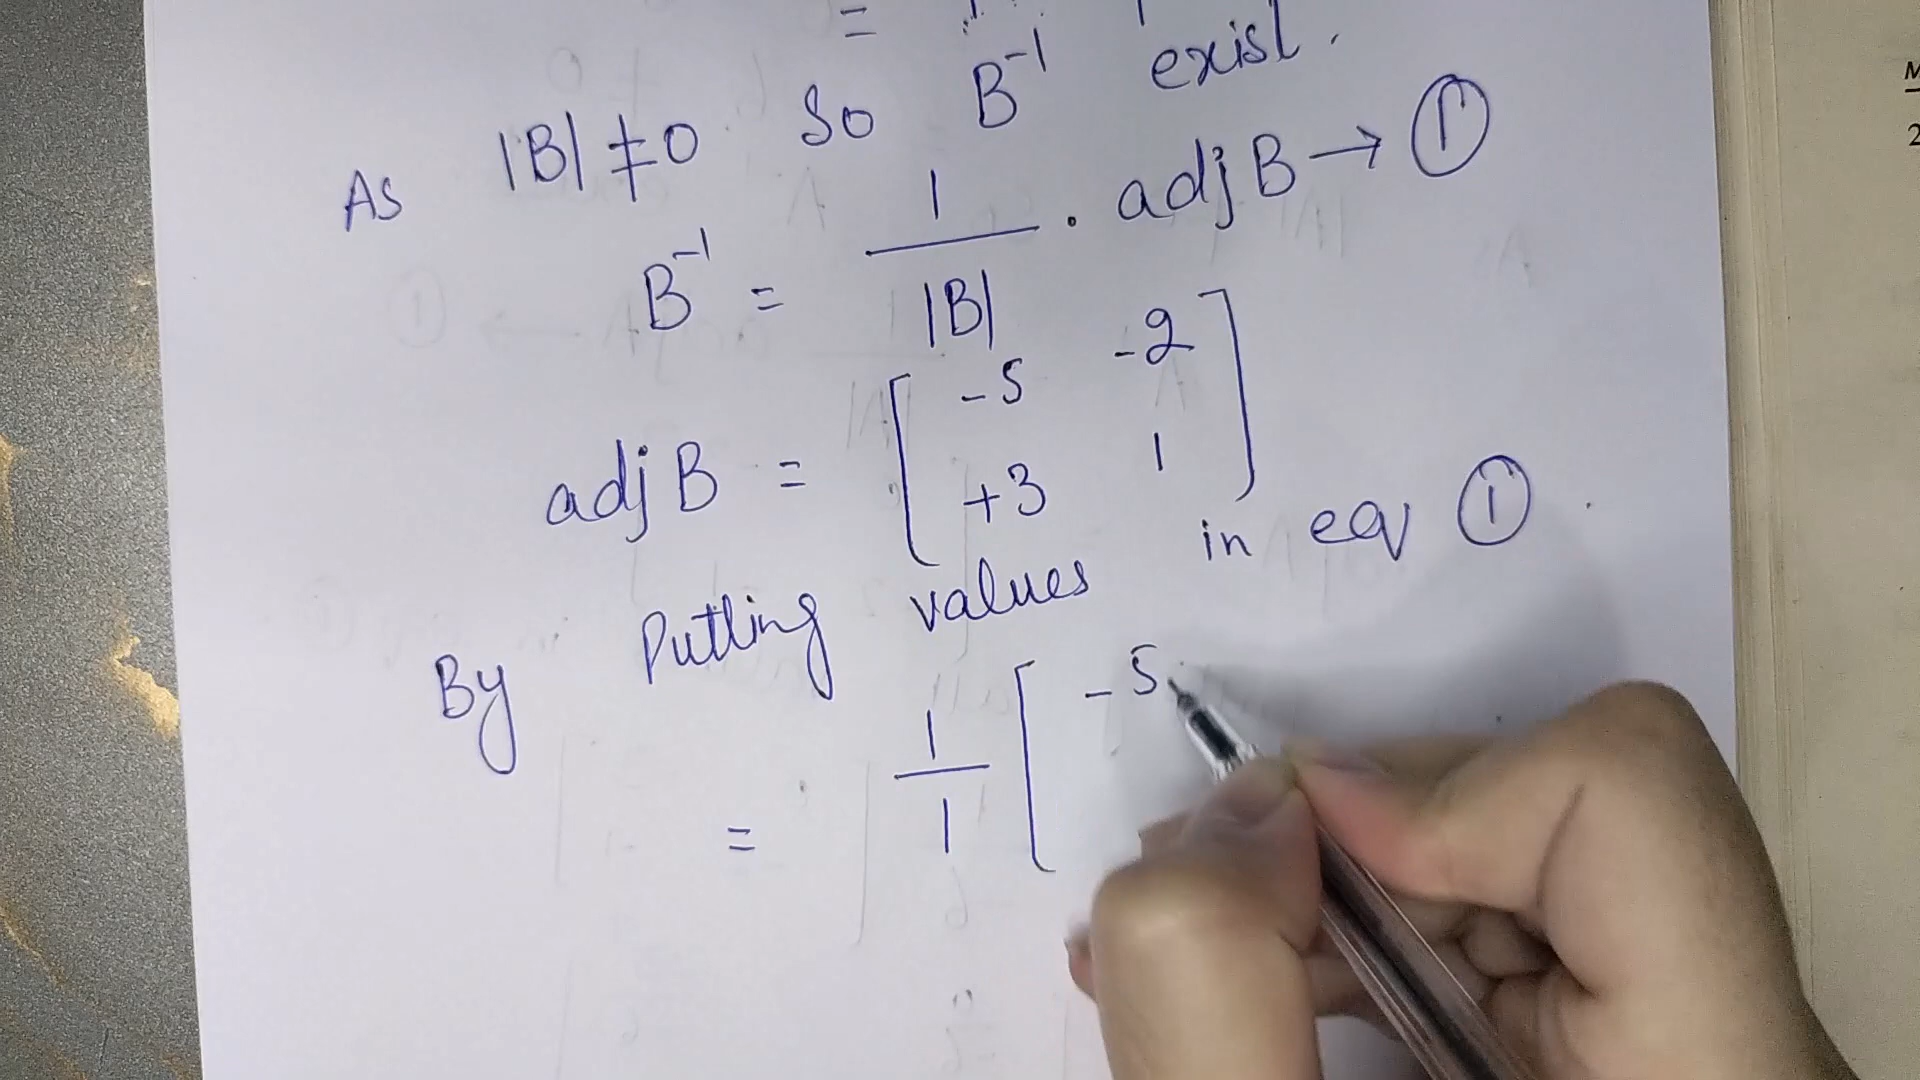 =
As |B| ≠ 0 So B⁻¹ exist.
B⁻¹ = 1/|B| . adj B → ①
adj B = [ -5 -2
+3 1 ]
By Putting values in eq ① .
= 1/1 [ -5
M
2